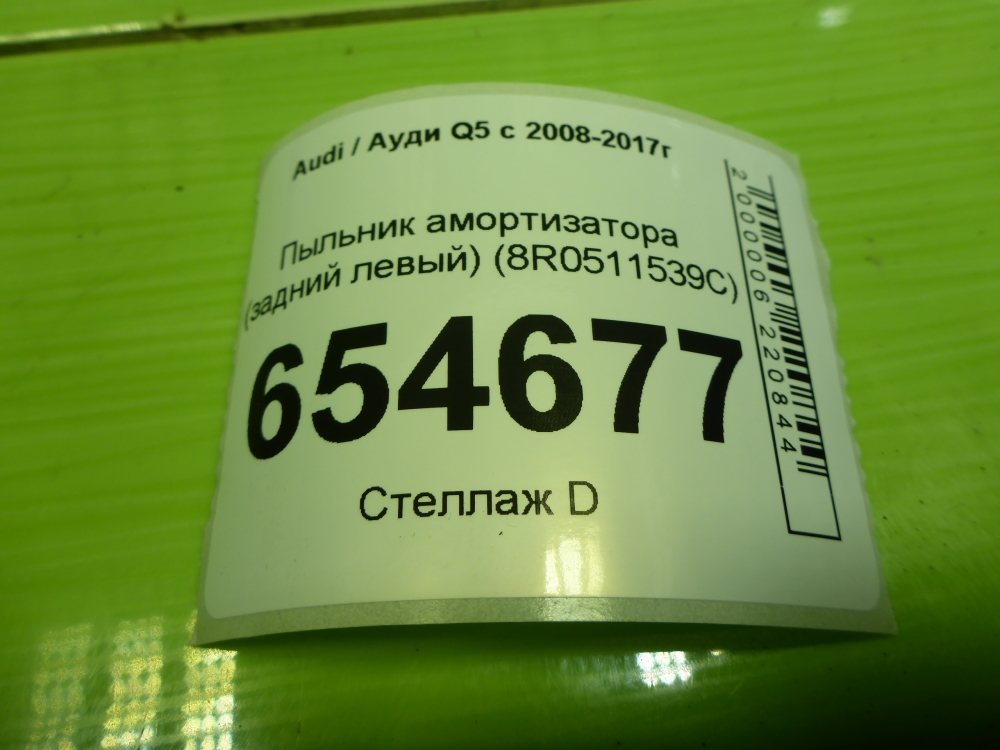 Audi / Ауди Q5 с 2008-2017г
Пыльник амортизатора
(задний левый) (8R0511539C)
654677
Стеллаж D
2000006220844